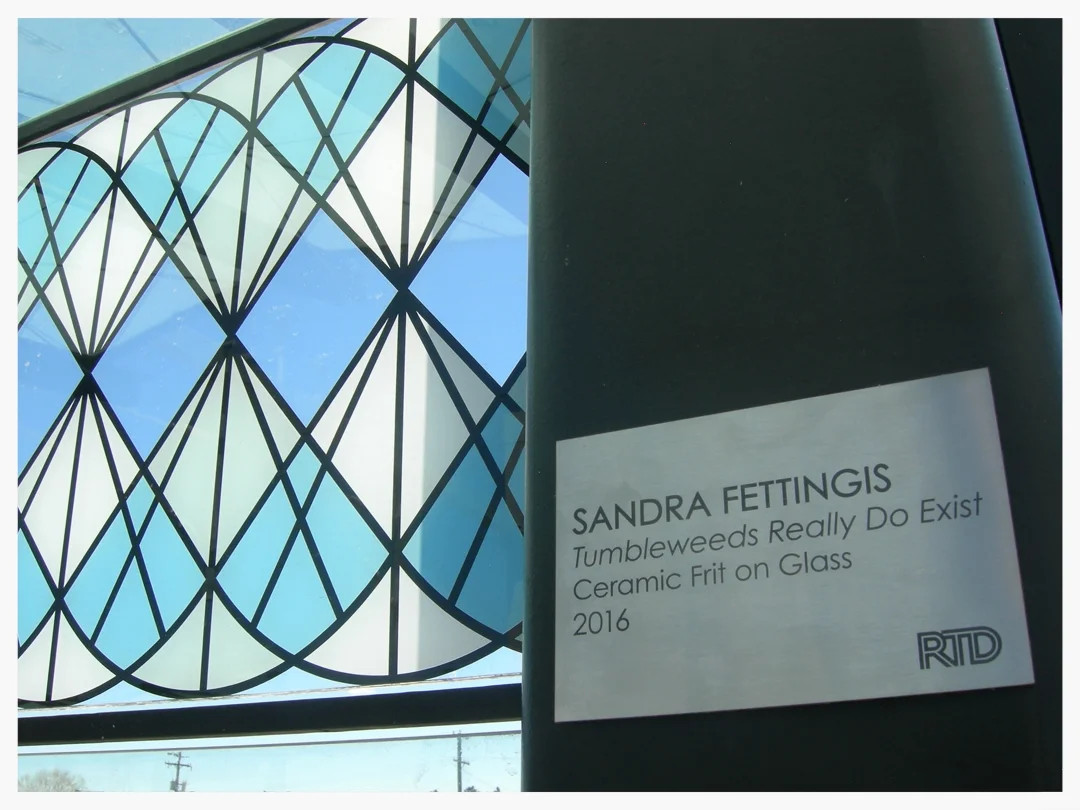 SANDRA FETTINGIS
Tumbleweeds Really Do Exist
Ceramic Frit on Glass
2016
RTD